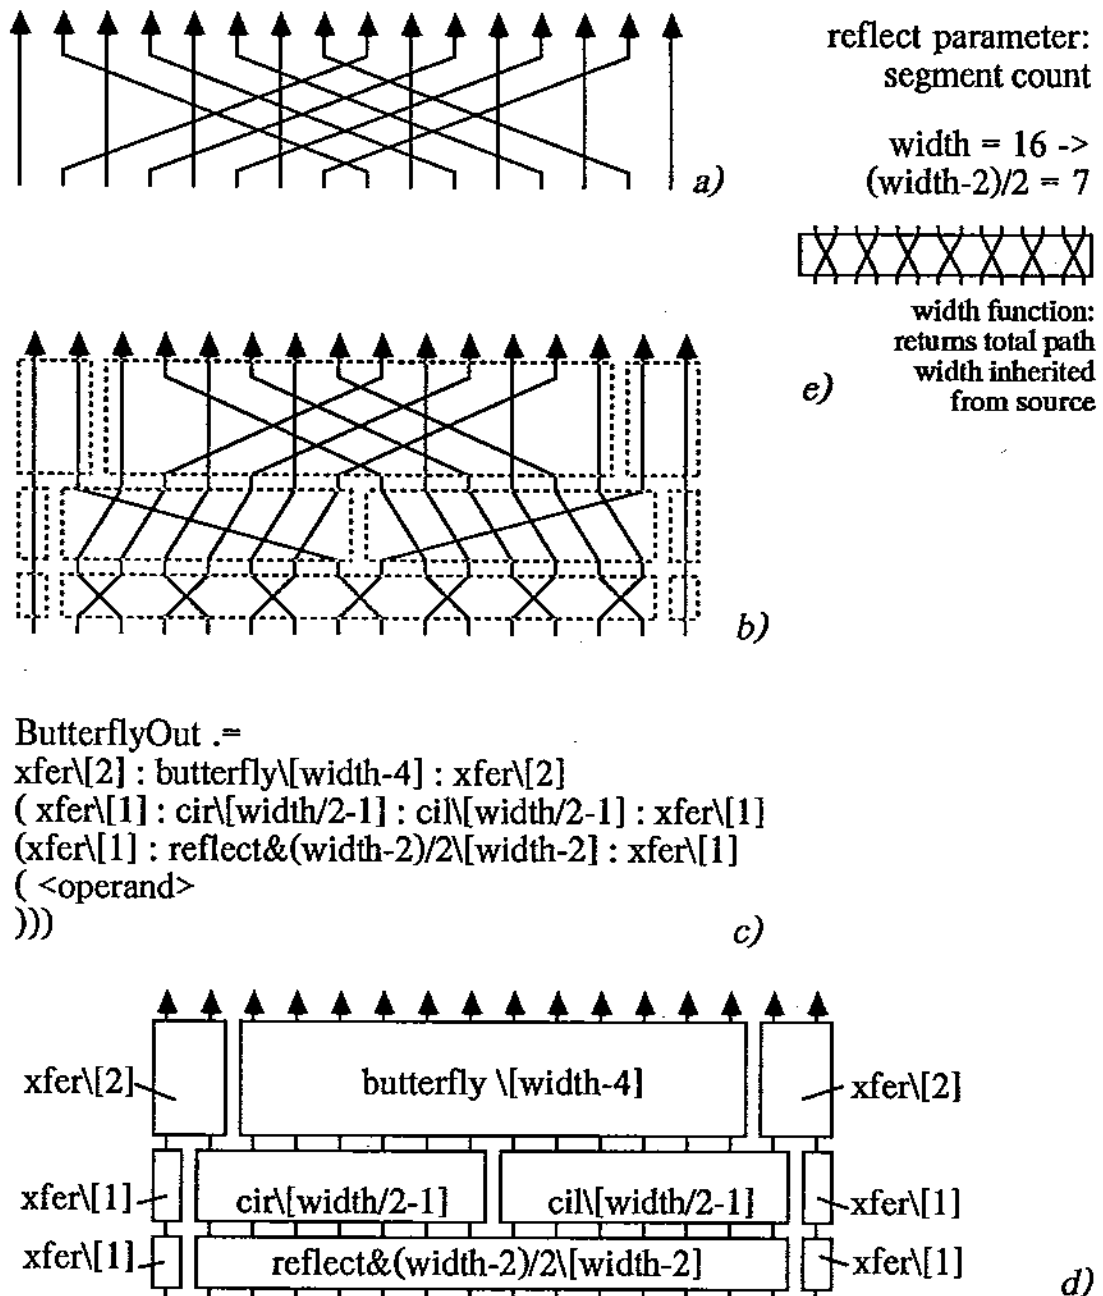 reflect parameter:
segment count
width = 16 ->
(width-2)/2 = 7
a)
width function:
returns total path
width inherited
from source
e)
b)
ButterflyOut .=
xfer\[2] : butterfly\[width-4] : xfer\[2]
( xfer\[1] : cir\[width/2-1] : cil\[width/2-1] : xfer\[1]
(xfer\[1] : reflect&(width-2)/2\[width-2] : xfer\[1]
( <operand>
)))
c)
xfer\[2] butterfly \[width-4] xfer\[2]
xfer\[1] cir\[width/2-1] cil\[width/2-1] xfer\[1]
xfer\[1] reflect&(width-2)/2\[width-2] xfer\[1]
d)